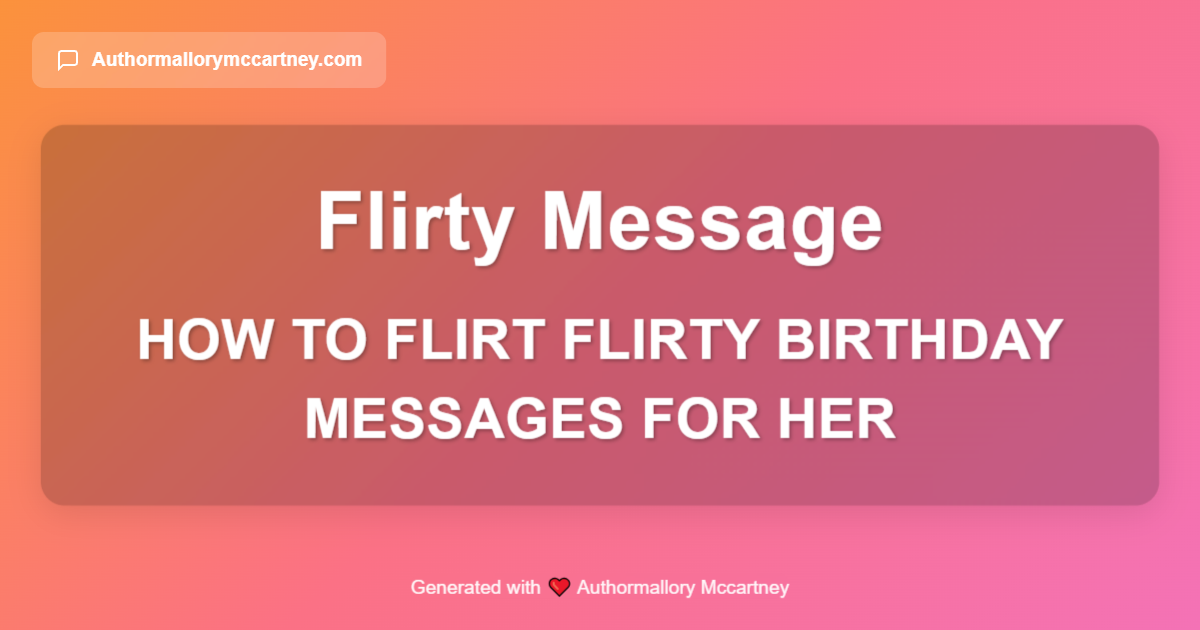 Authormallorymccartney.com
Flirty Message
HOW TO FLIRT FLIRTY BIRTHDAY
MESSAGES FOR HER
Generated with ❤️ Authormallory Mccartney